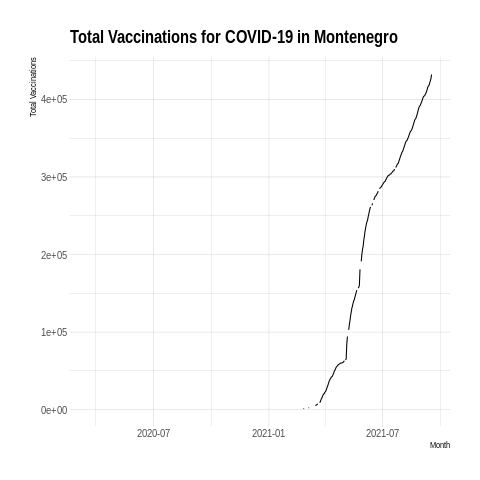 Total Vaccinations for COVID-19 in Montenegro
Total Vaccinations
4e+05
3e+05
2e+05
1e+05
0e+00
2020-07
2021-01
2021-07
Month